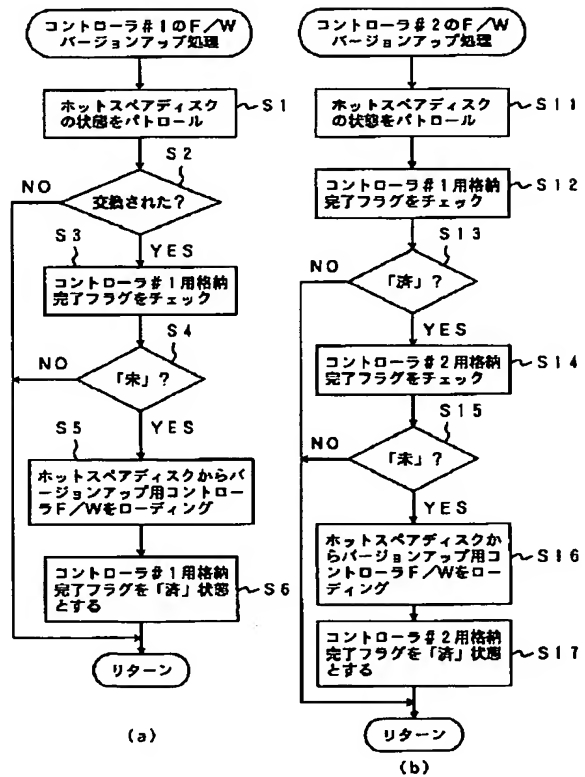 コントローラ#1のF/W
バージョンアップ処理
ホットスペアディスク
の状態をパトロール
S1
S2
NO
交換された?
S3
YES
コントローラ#1用格納
完了フラグをチェック
S4
NO
「未」?
S5
YES
ホットスペアディスクからバ
ージョンアップ用コントロー
ラF/Wをローディング
コントローラ#1用格納
完了フラグを「済」状態
とする
S6
リターン
(a)
コントローラ#2のF/W
バージョンアップ処理
ホットスペアディスク
の状態をパトロール
S11
コントローラ#1用格納
完了フラグをチェック
S12
S13
NO
「済」?
YES
コントローラ#2用格納
完了フラグをチェック
S14
S15
NO
「未」?
YES
ホットスペアディスクか
らバージョンアップ用コ
ントローラF/Wをロー
ディング
S16
コントローラ#2用格納
完了フラグを「済」状態
とする
S17
リターン
(b)